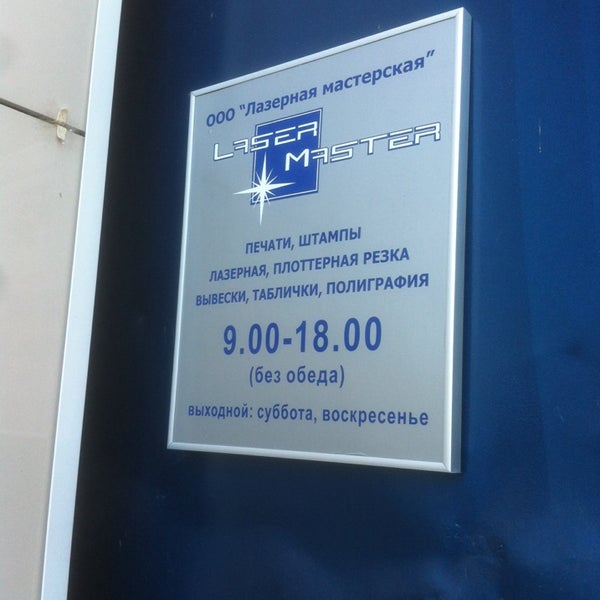 ООО “Лазерная мастерская”
LASER
MASTER
ПЕЧАТИ, ШТАМПЫ
ЛАЗЕРНАЯ, ПЛОТТЕРНАЯ РЕЗКА
ВЫВЕСКИ, ТАБЛИЧКИ, ПОЛИГРАФИЯ
9.00-18.00
(без обеда)
выходной: суббота, воскресенье